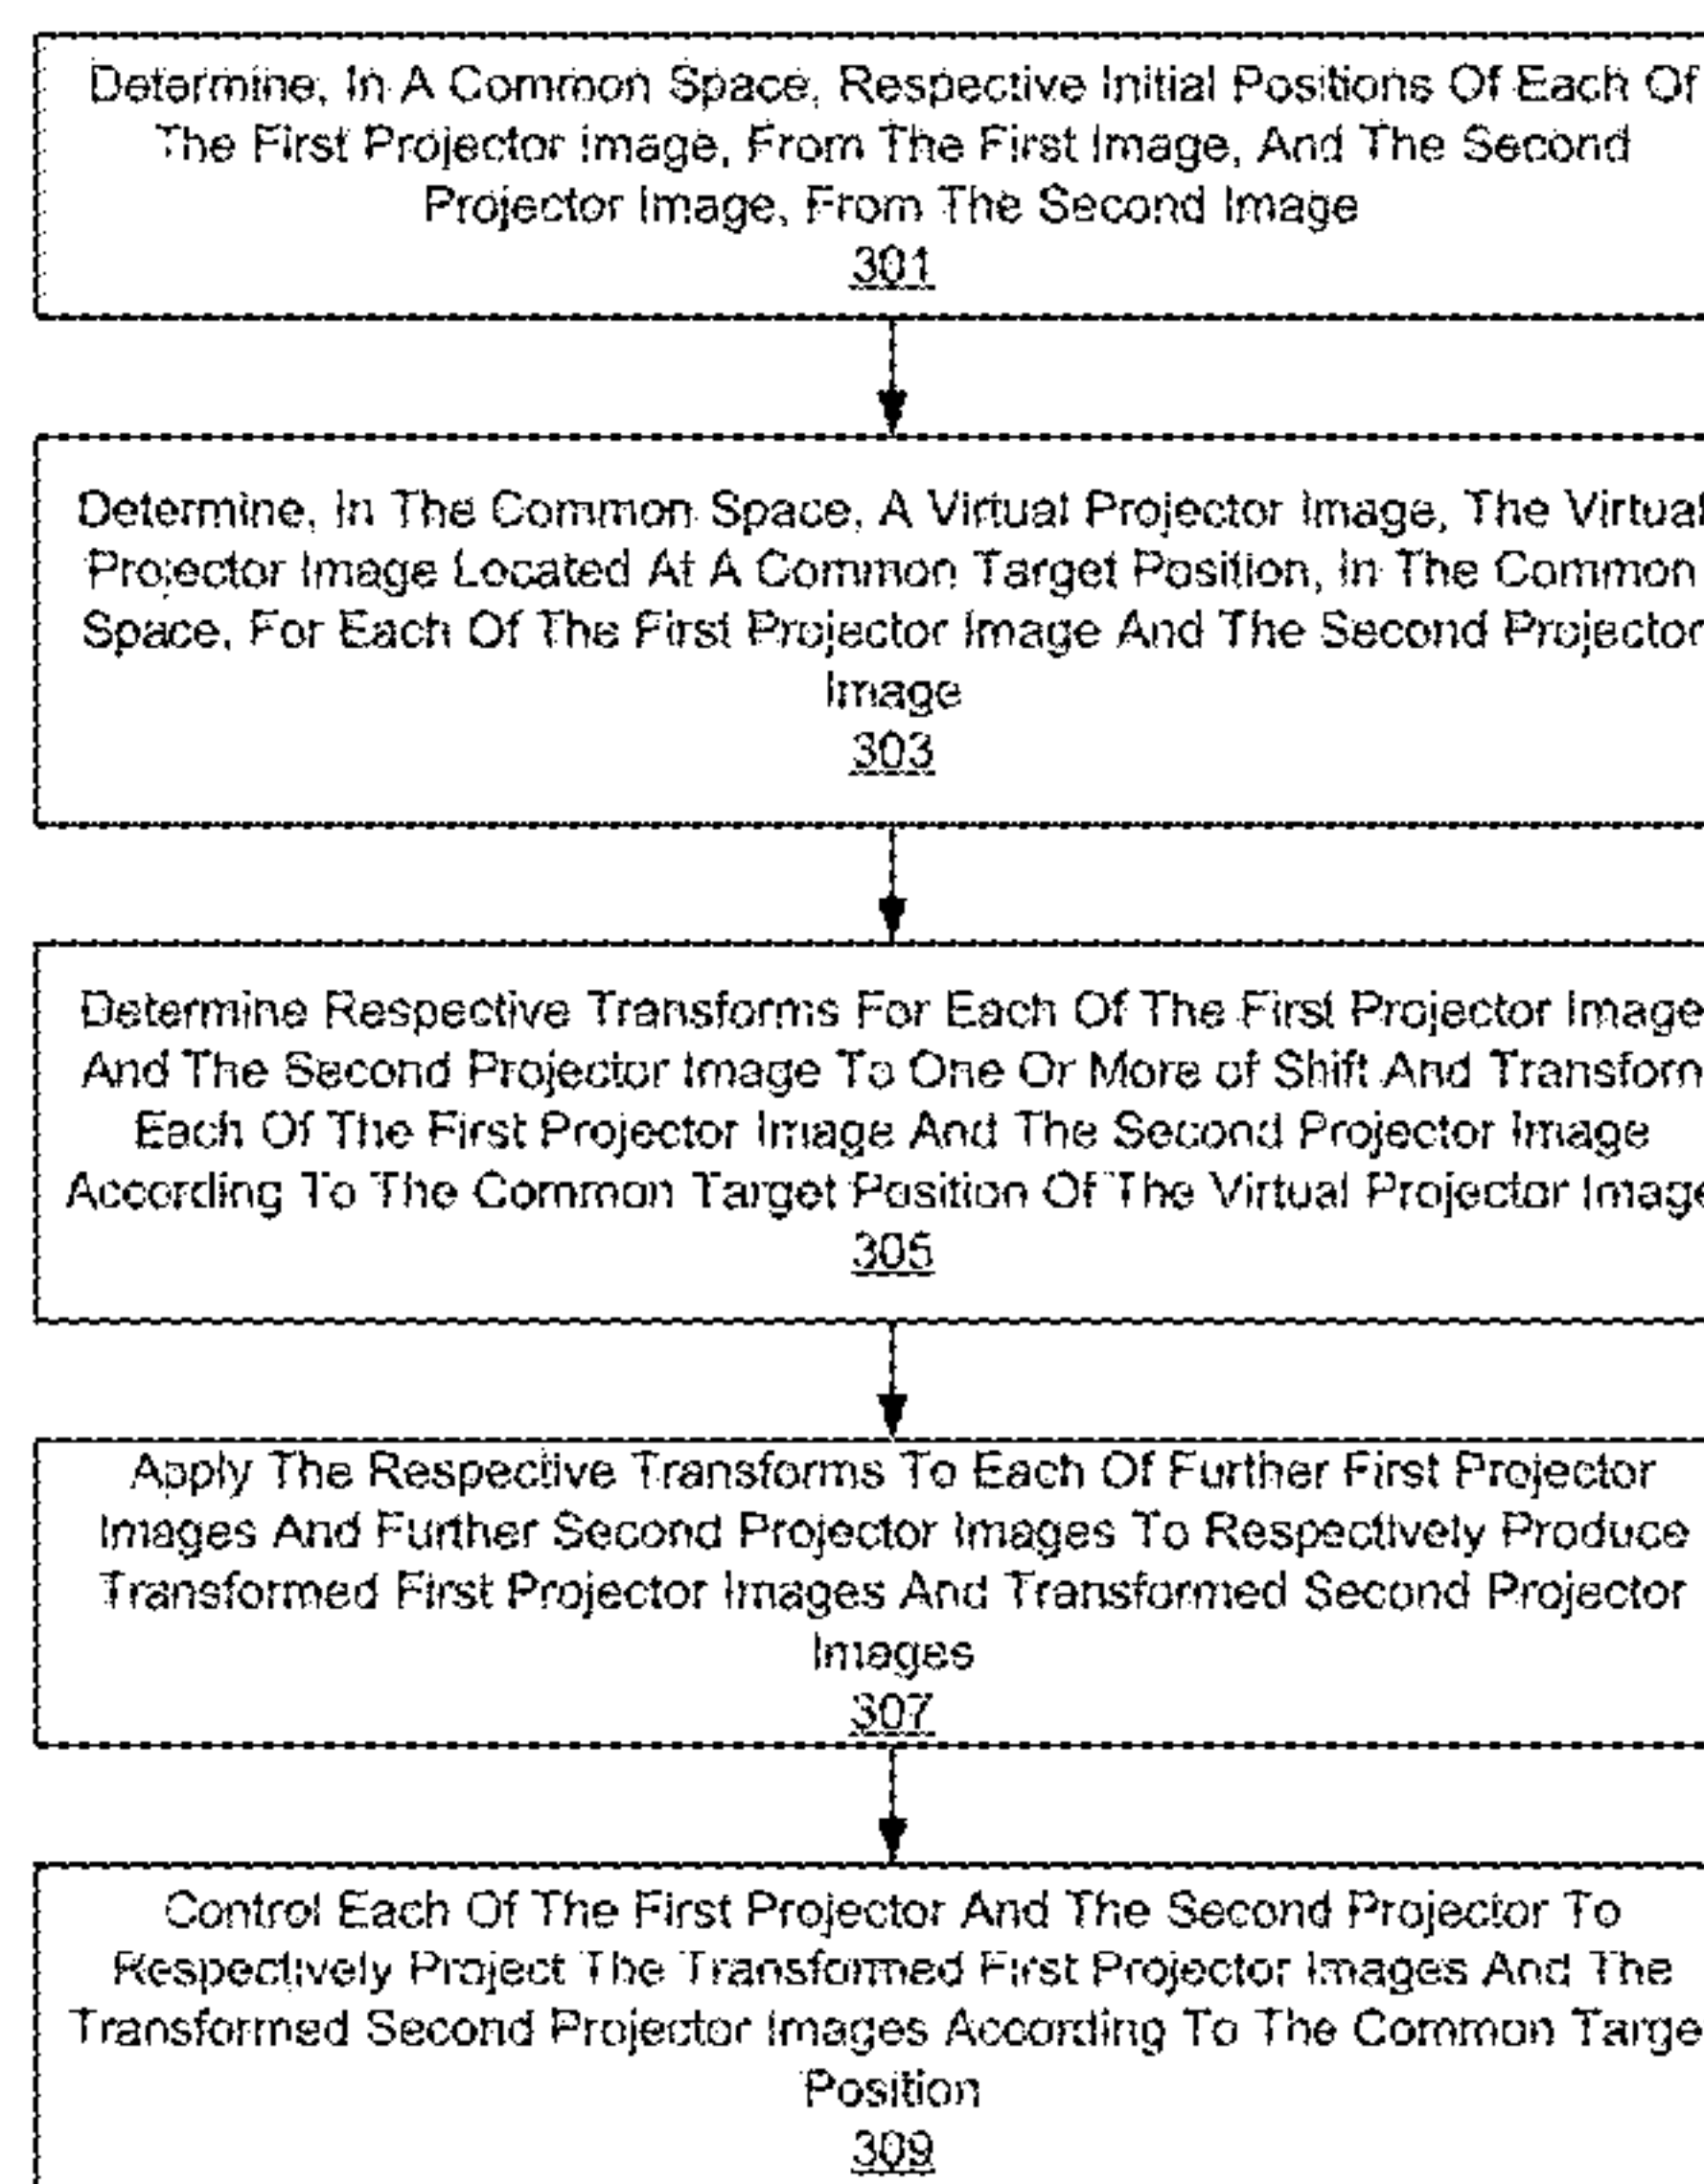 Determine, In A Common Space, Respective Initial Positions Of Each Of
The First Projector Image, From The First Image, And The Second
Projector Image, From The Second Image
301
Determine, In The Common Space, A Virtual Projector Image, The Virtual
Projector Image Located At A Common Target Position, In The Common
Space, For Each Of The First Projector Image And The Second Projector
Image
303
Determine Respective Transforms For Each Of The First Projector Image
And The Second Projector Image To One Or More of Shift And Transform
Each Of The First Projector Image And The Second Projector Image
According To The Common Target Position Of The Virtual Projector Image
305
Apply The Respective Transforms To Each Of Further First Projector
Images And Further Second Projector Images To Respectively Produce
Transformed First Projector Images And Transformed Second Projector
Images
307
Control Each Of The First Projector And The Second Projector To
Respectively Project The Transformed First Projector Images And The
Transformed Second Projector Images According To The Common Targe
Position
309